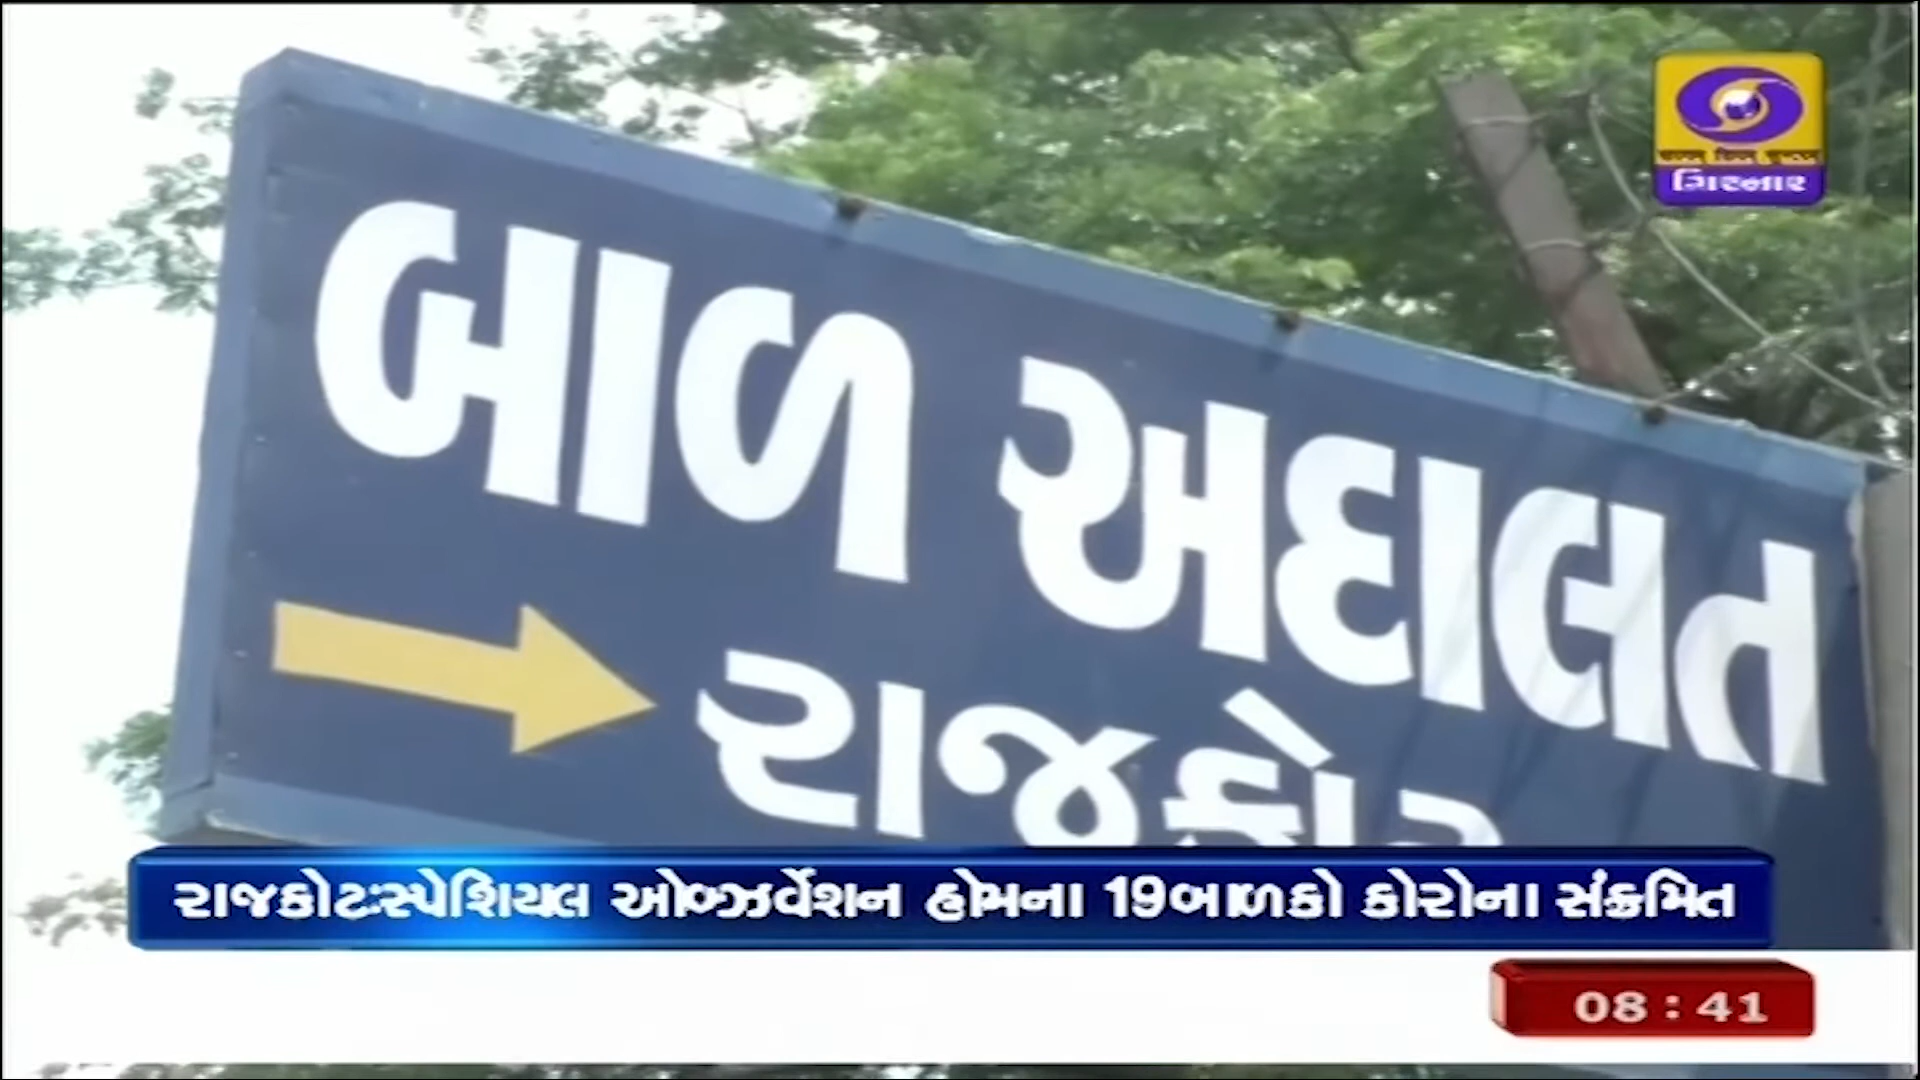 ગિરનાર
બાળ અદાલત
રાજકોટ
રાજકોટઃસ્પેશિયલ ઓબ્ઝર્વેશન હોમના 19બાળકો કોરોના સંક્રમિત
08:41